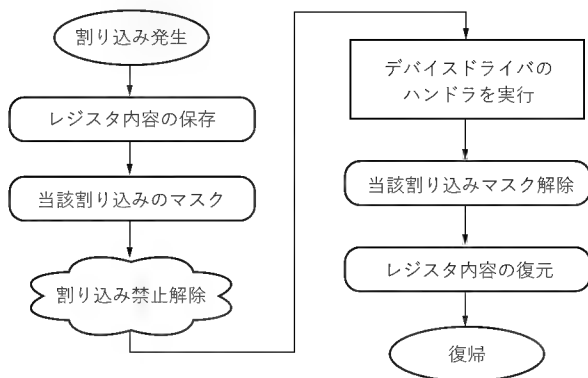 割り込み発生
レジスタ内容の保存
当該割り込みのマスク
割り込み禁止解除
デバイスドライバの
ハンドラを実行
当該割り込みマスク解除
レジスタ内容の復元
復帰